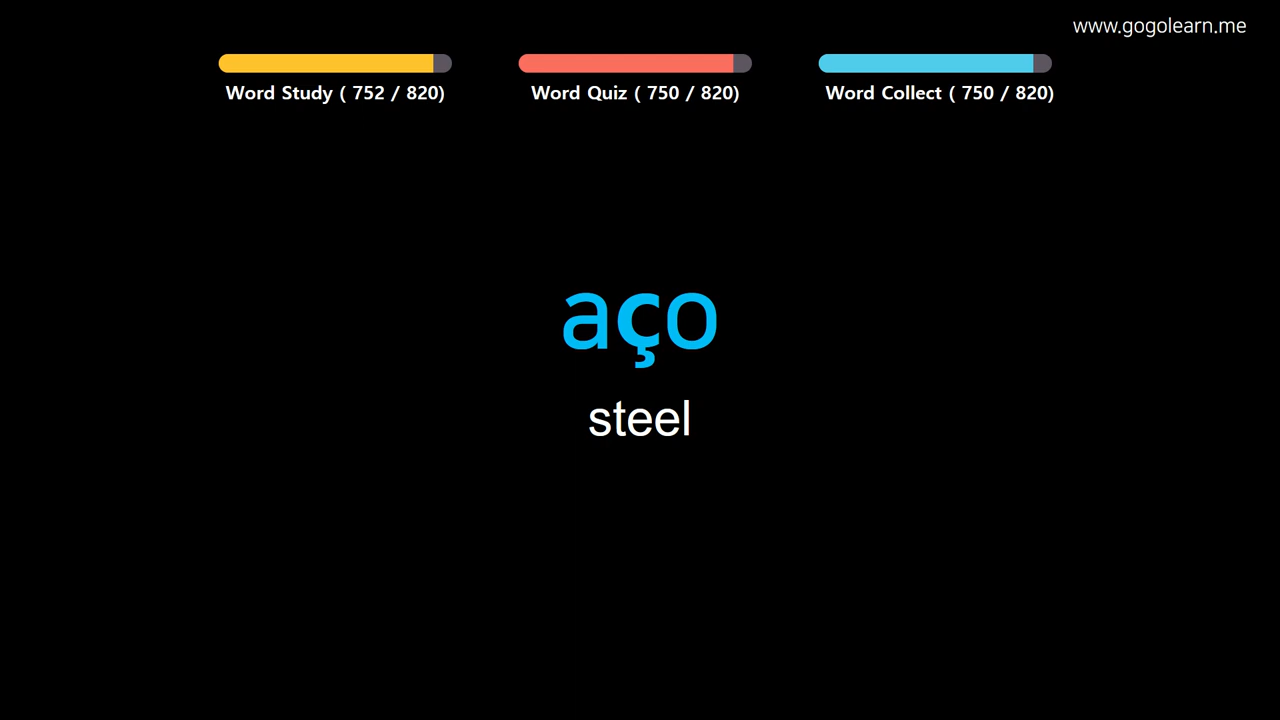 www.gogolearn.me
Word Study ( 752 / 820)
Word Quiz ( 750 / 820)
Word Collect ( 750 / 820)
aço
steel